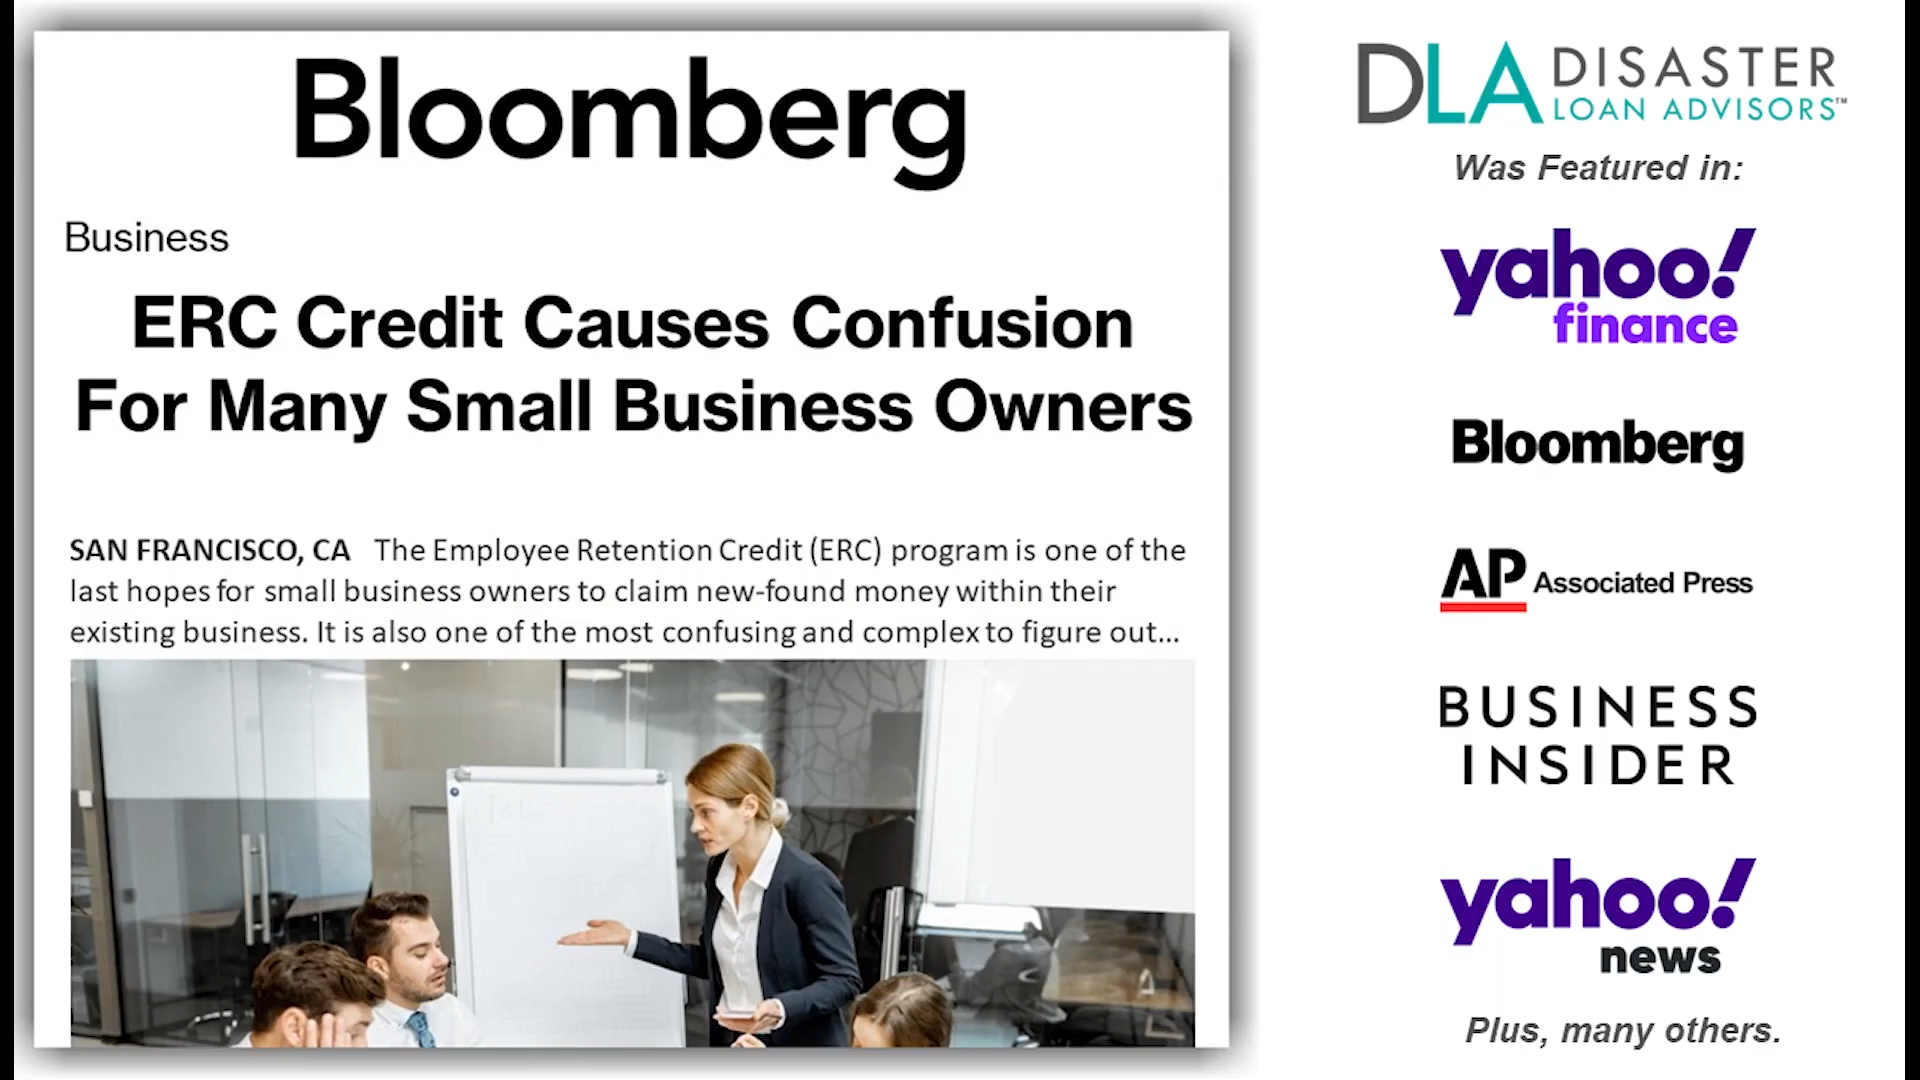 Bloomberg
Business
ERC Credit Causes Confusion
For Many Small Business Owners
SAN FRANCISCO, CA The Employee Retention Credit (ERC) program is one of the
last hopes for small business owners to claim new-found money within their
existing business. It is also one of the most confusing and complex to figure out...
DLA DISASTER
LOAN ADVISORS™
Was Featured in:
yahoo!
finance
Bloomberg
AP Associated Press
BUSINESS
INSIDER
yahoo!
news
Plus, many others.